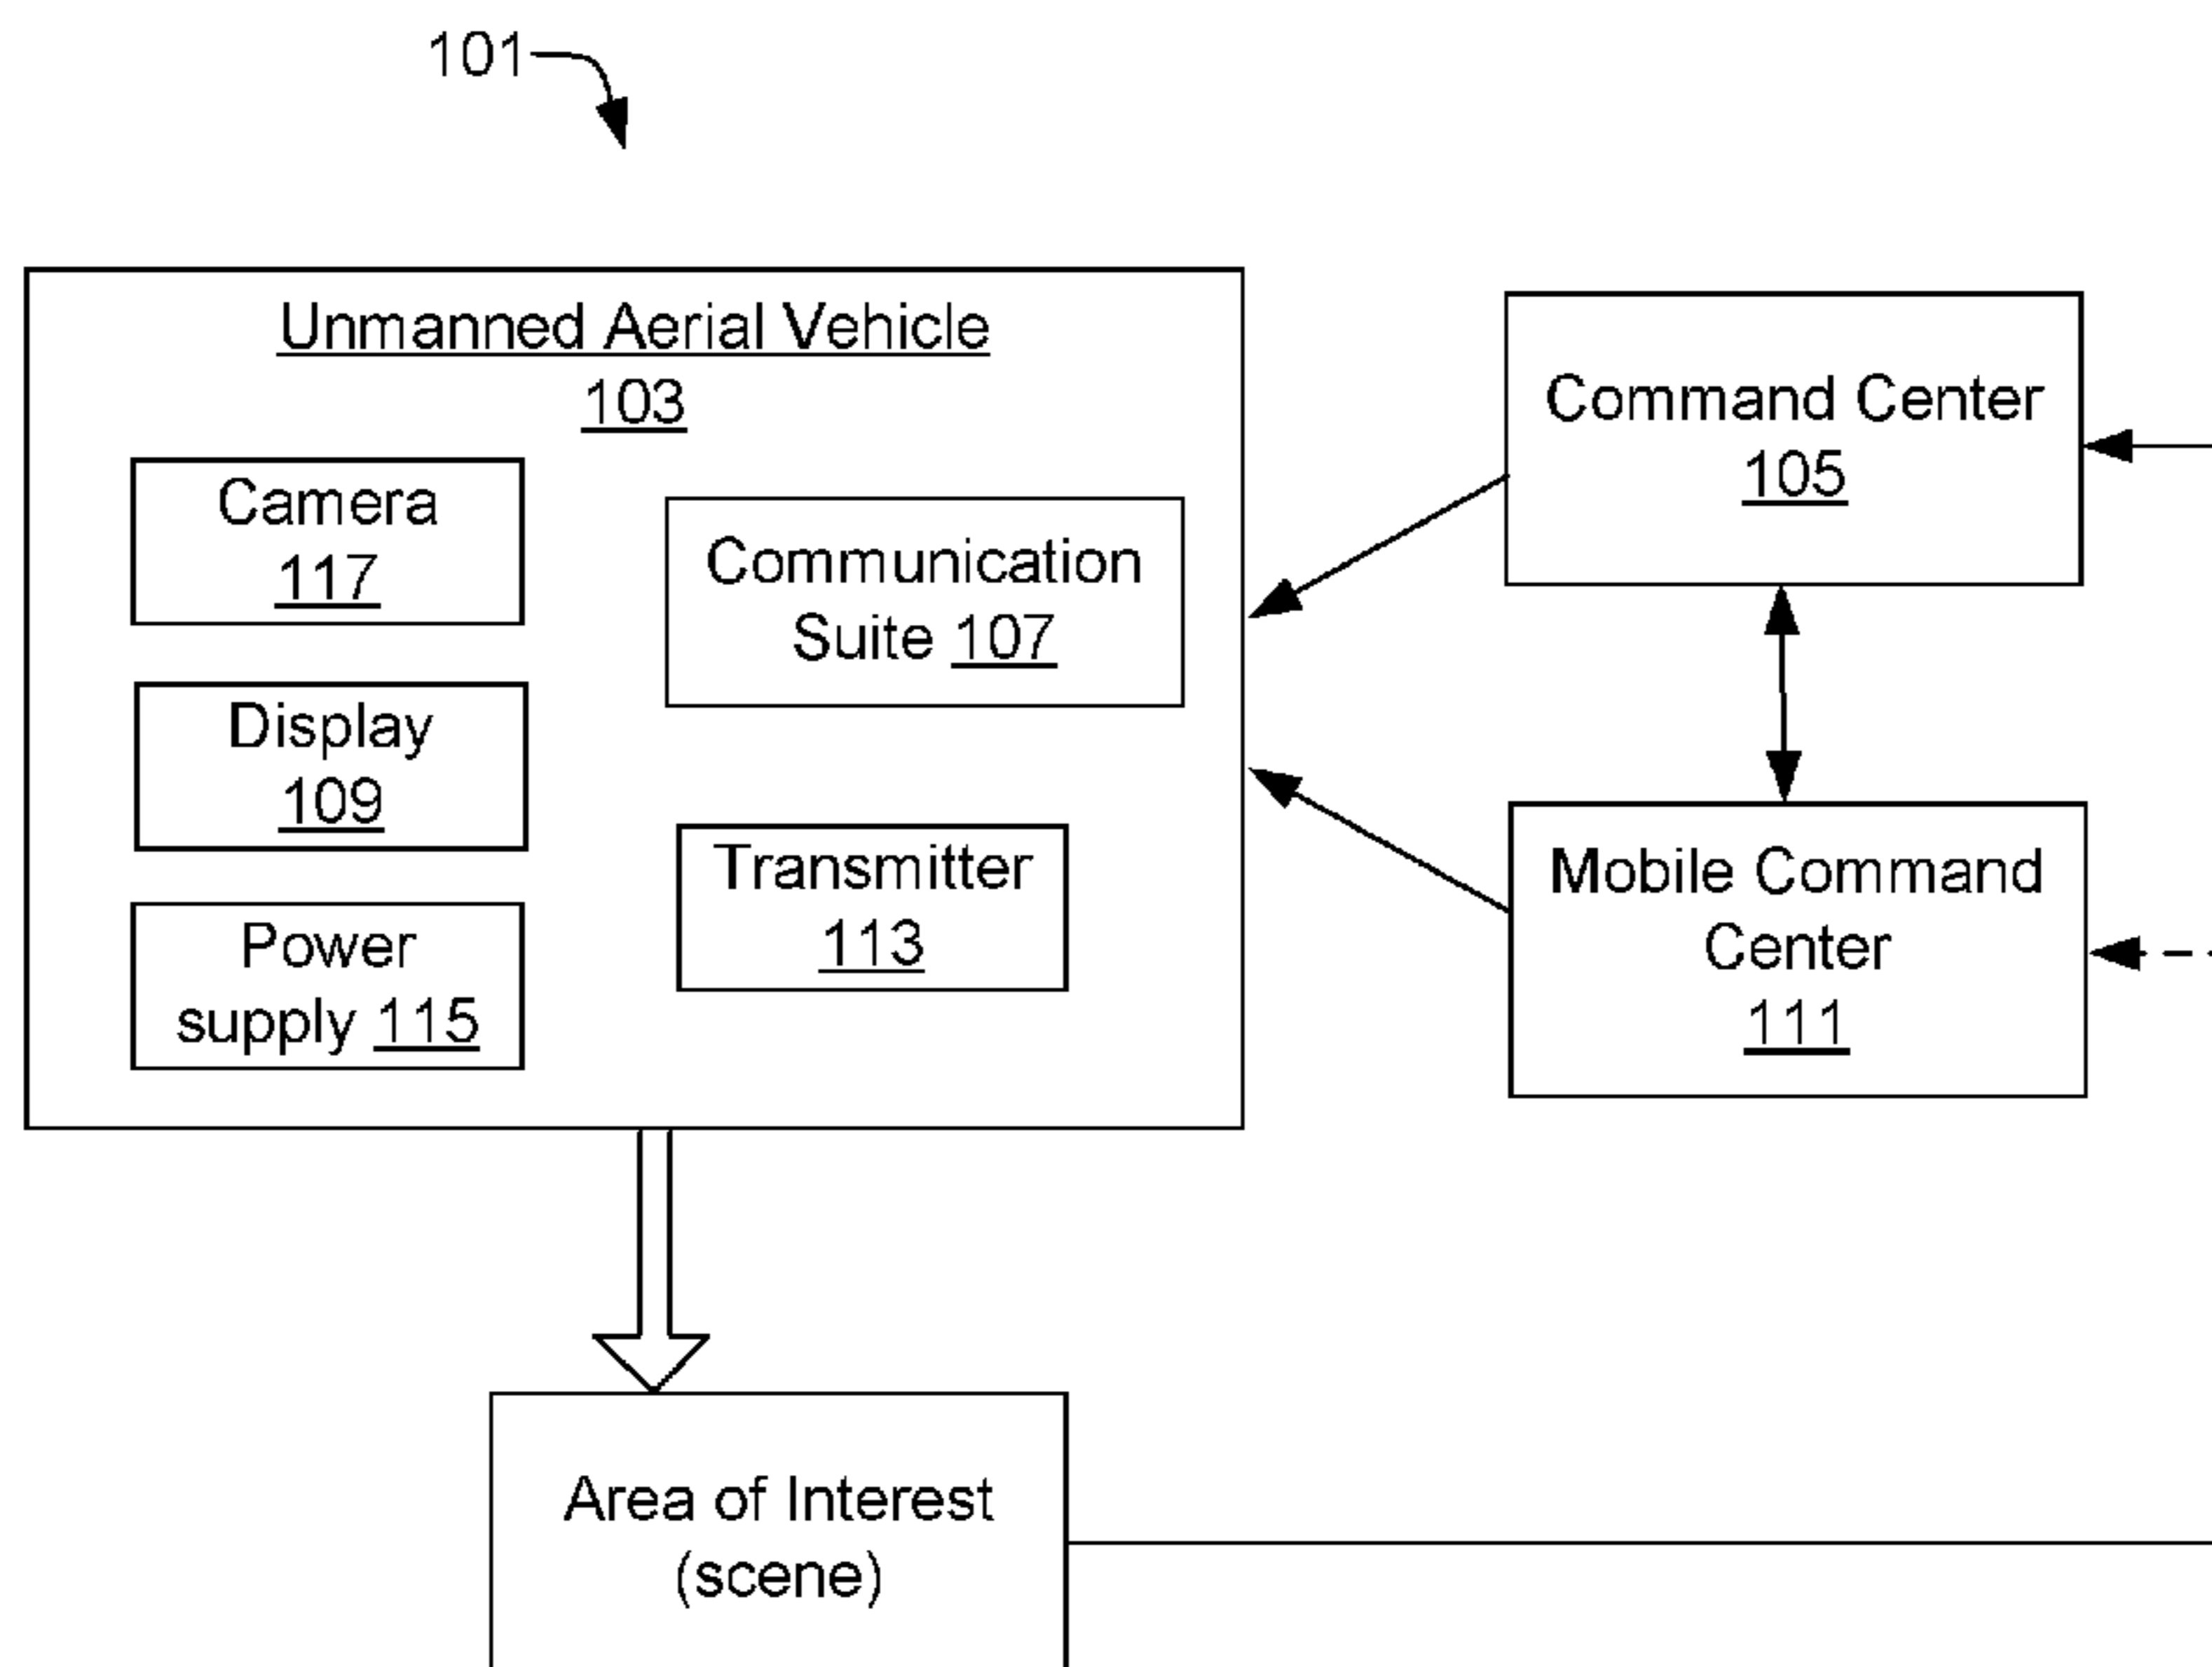 101
Unmanned Aerial Vehicle
103
Camera
117
Communication
Suite 107
Display
109
Transmitter
113
Power
supply 115
Command Center
105
Mobile Command
Center
111
Area of Interest
(scene)